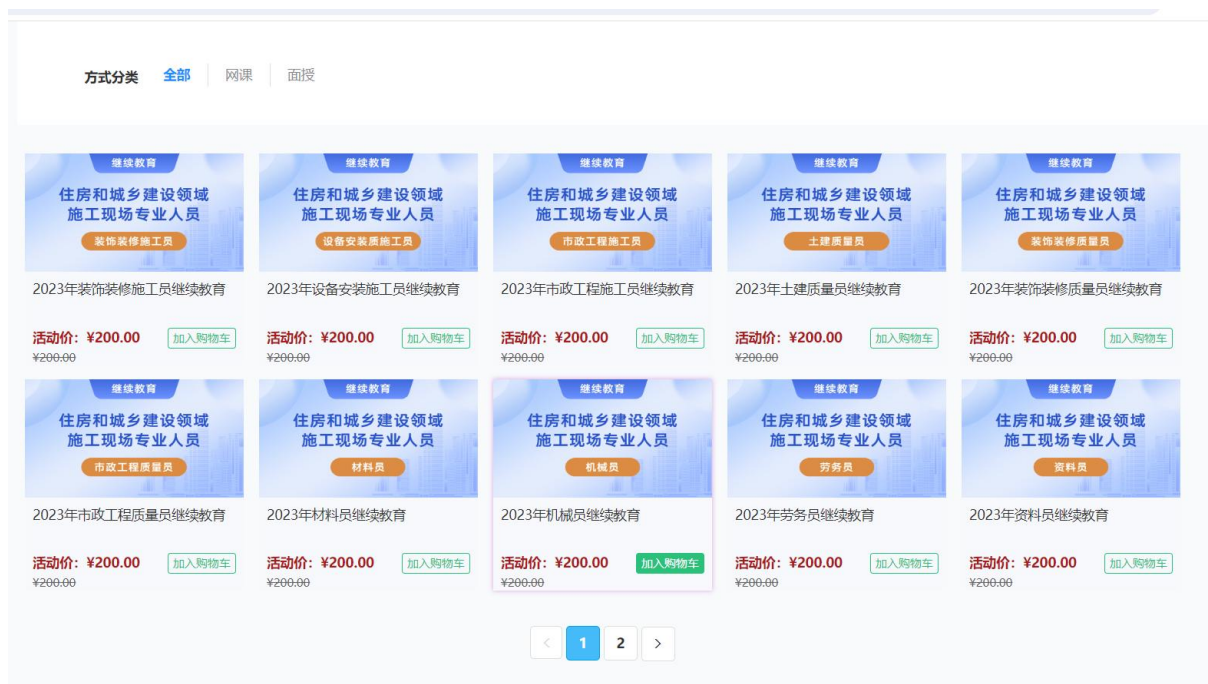 方式分类 全部 网课 面授
继续教育 继续教育 继续教育 继续教育 继续教育
住房和城乡建设领域 住房和城乡建设领域 住房和城乡建设领域 住房和城乡建设领域 住房和城乡建设领域
施工现场专业人员 施工现场专业人员 施工现场专业人员 施工现场专业人员 施工现场专业人员
装饰装修施工员 设备安装质施工员 市政工程施工员 土建质量员 装饰装修质量员
2023年装饰装修施工员继续教育 2023年设备安装施工员继续教育 2023年市政工程施工员继续教育 2023年土建质量员继续教育 2023年装饰装修质量员继续教育
活动价：¥200.00 加入购物车 活动价：¥200.00 加入购物车 活动价：¥200.00 加入购物车 活动价：¥200.00 加入购物车 活动价：¥200.00 加入购物车
¥200.00 ¥200.00 ¥200.00 ¥200.00 ¥200.00
继续教育 继续教育 继续教育 继续教育 继续教育
住房和城乡建设领域 住房和城乡建设领域 住房和城乡建设领域 住房和城乡建设领域 住房和城乡建设领域
施工现场专业人员 施工现场专业人员 施工现场专业人员 施工现场专业人员 施工现场专业人员
市政工程质量员 材料员 机械员 劳务员 资料员
2023年市政工程质量员继续教育 2023年材料员继续教育 2023年机械员继续教育 2023年劳务员继续教育 2023年资料员继续教育
活动价：¥200.00 加入购物车 活动价：¥200.00 加入购物车 活动价：¥200.00 加入购物车 活动价：¥200.00 加入购物车 活动价：¥200.00 加入购物车
¥200.00 ¥200.00 ¥200.00 ¥200.00 ¥200.00
< 1 2 >